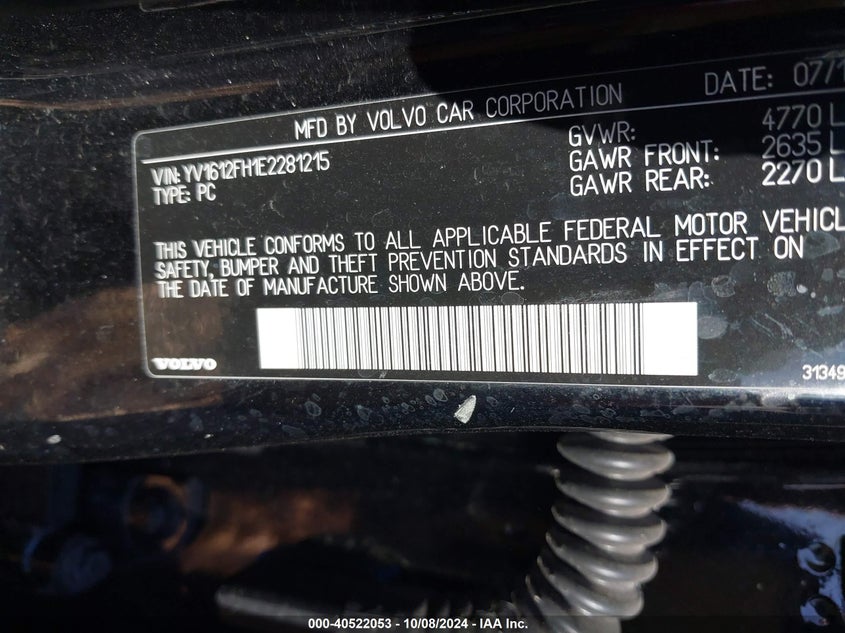 DATE: 07/1
MFD BY VOLVO CAR CORPORATION
GVWR: 4770 L
VIN: YV1612FH1E2281215
GAWR FRONT: 2635 L
TYPE: PC
GAWR REAR: 2270 L
THIS VEHICLE CONFORMS TO ALL APPLICABLE FEDERAL MOTOR VEHICL
SAFETY, BUMPER AND THEFT PREVENTION STANDARDS IN EFFECT ON
THE DATE OF MANUFACTURE SHOWN ABOVE.
VOLVO
31349
000-40522053 - 10/08/2024 - IAA Inc.